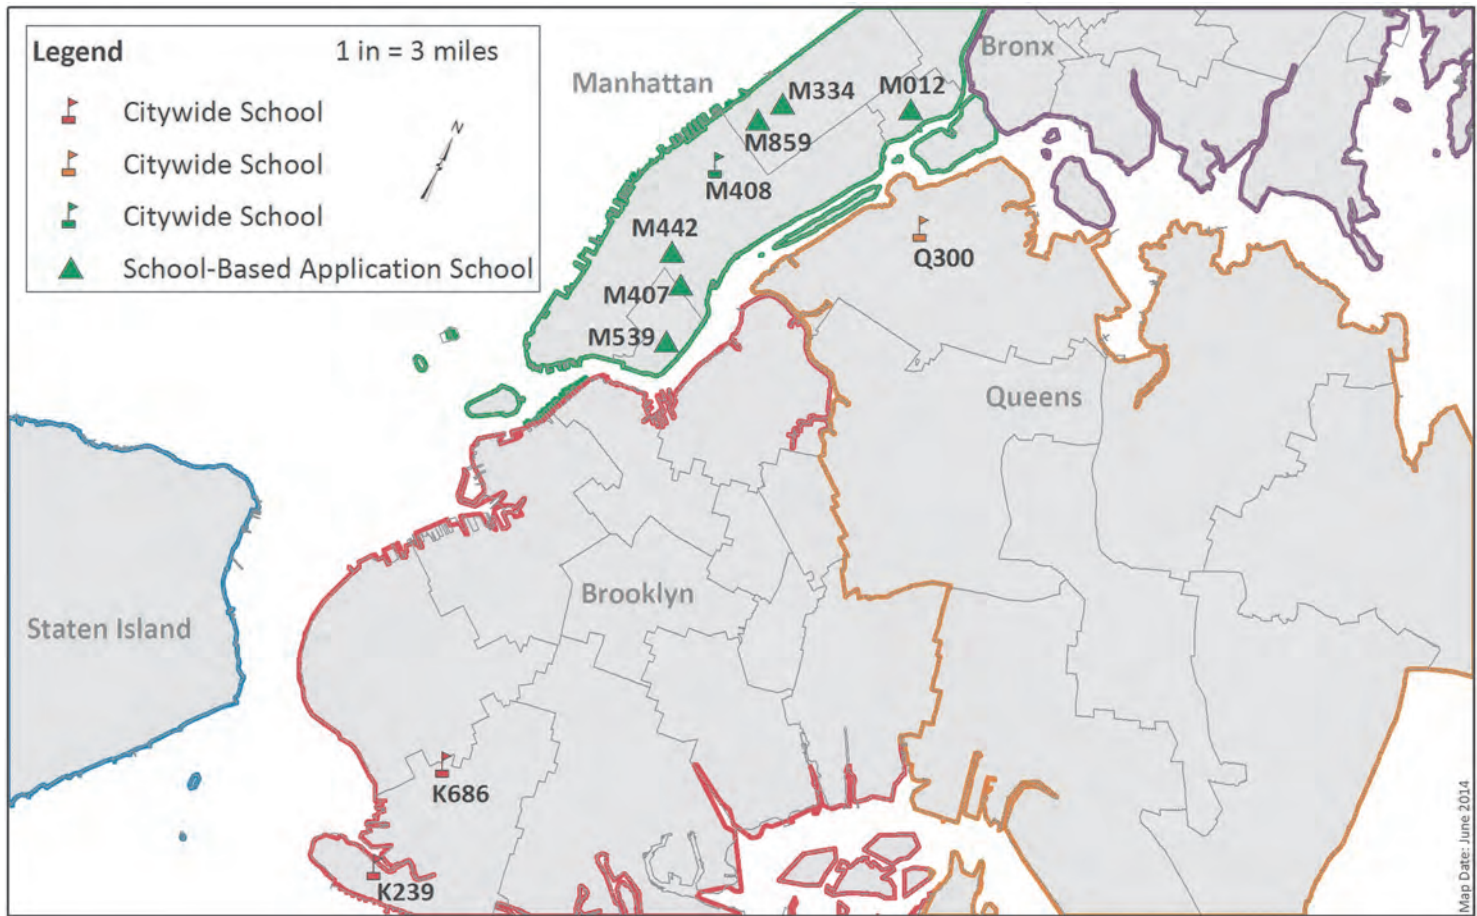 Legend
1 in = 3 miles
Citywide School
Citywide School
Citywide School
School-Based Application School
N
Manhattan
Bronx
M334
M012
M859
M408
M442
M407
M539
Q300
Queens
Brooklyn
Staten Island
K686
K239
Map Date: June 2014